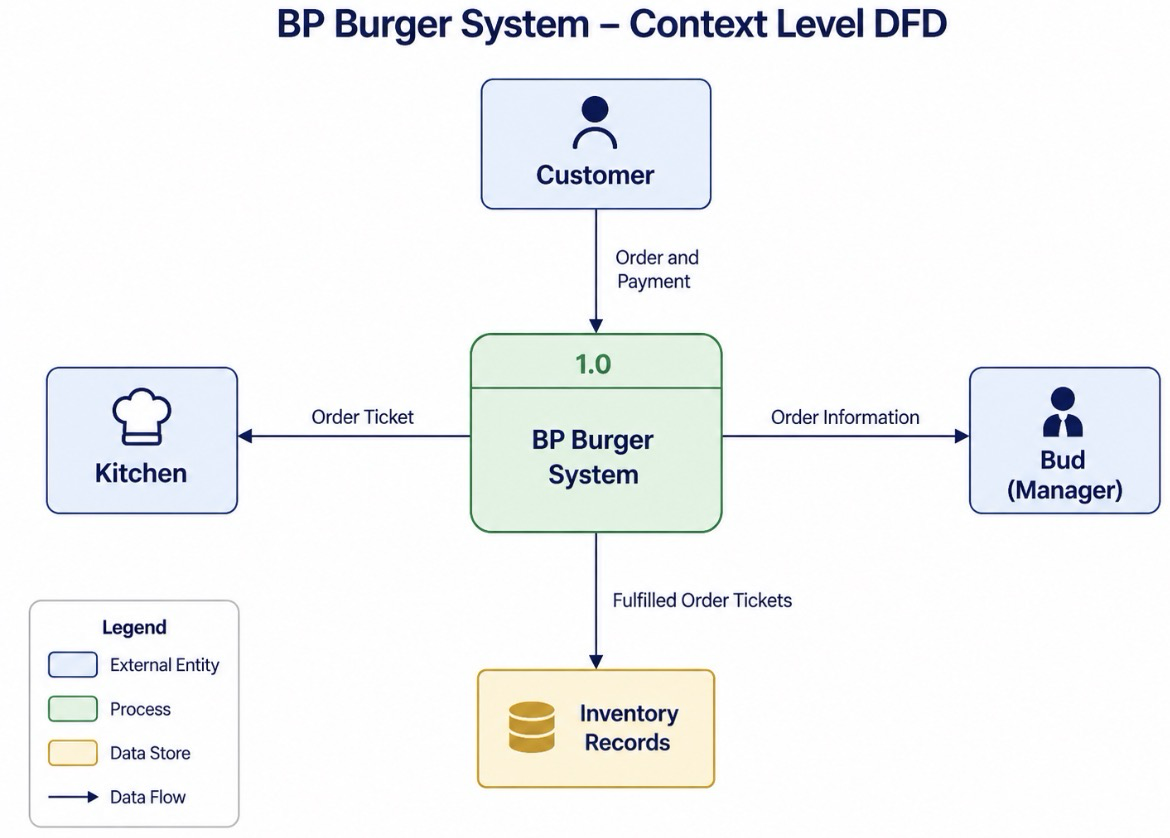 BP Burger System – Context Level DFD
Customer
Order and
Payment
1.0
BP Burger
System
Order Ticket
Kitchen
Order Information
Bud
(Manager)
Fulfilled Order Tickets
Inventory
Records
Legend
External Entity
Process
Data Store
Data Flow